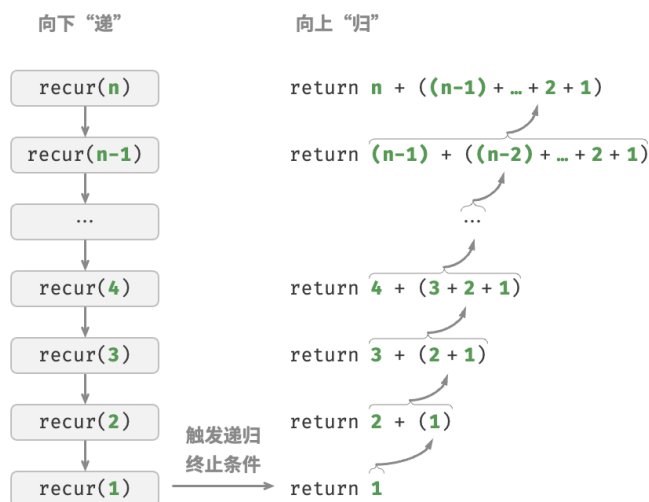 向下“递” 向上“归”
recur(n) return n + ((n-1) + … + 2 + 1)
recur(n-1) return (n-1) + ((n-2) + … + 2 + 1)
… …
recur(4) return 4 + (3 + 2 + 1)
recur(3) return 3 + (2 + 1)
recur(2) return 2 + (1)
触发递归
终止条件
recur(1) return 1